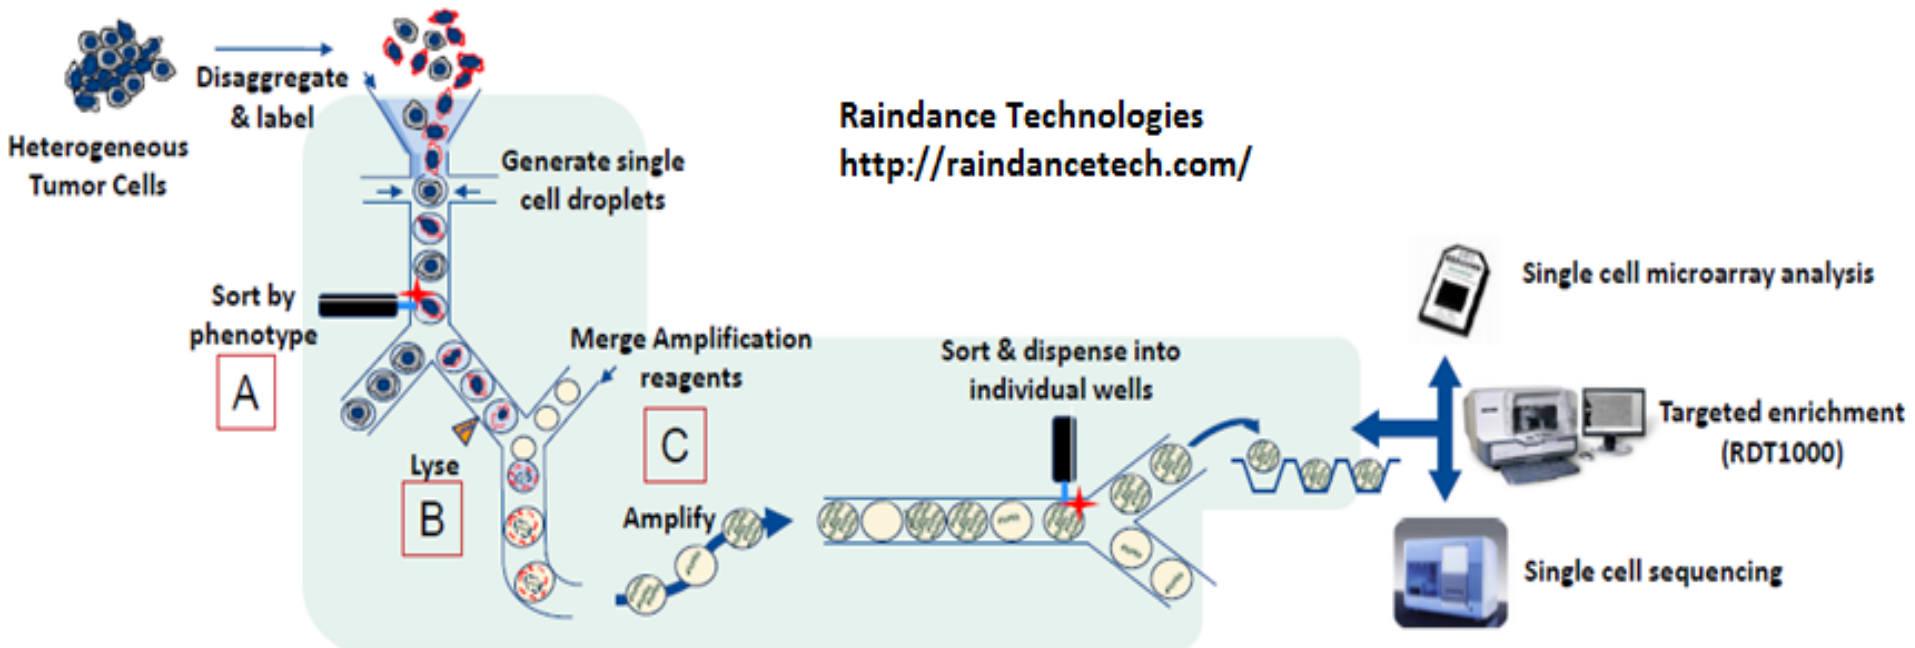 Heterogeneous
Tumor Cells
Disaggregate
& label
Raindance Technologies
http://raindancetech.com/
Generate single
cell droplets
Sort by
phenotype
A
Merge Amplification
reagents
C
Lyse
B
Amplify
Sort & dispense into
individual wells
Single cell microarray analysis
Targeted enrichment
(RDT1000)
Single cell sequencing